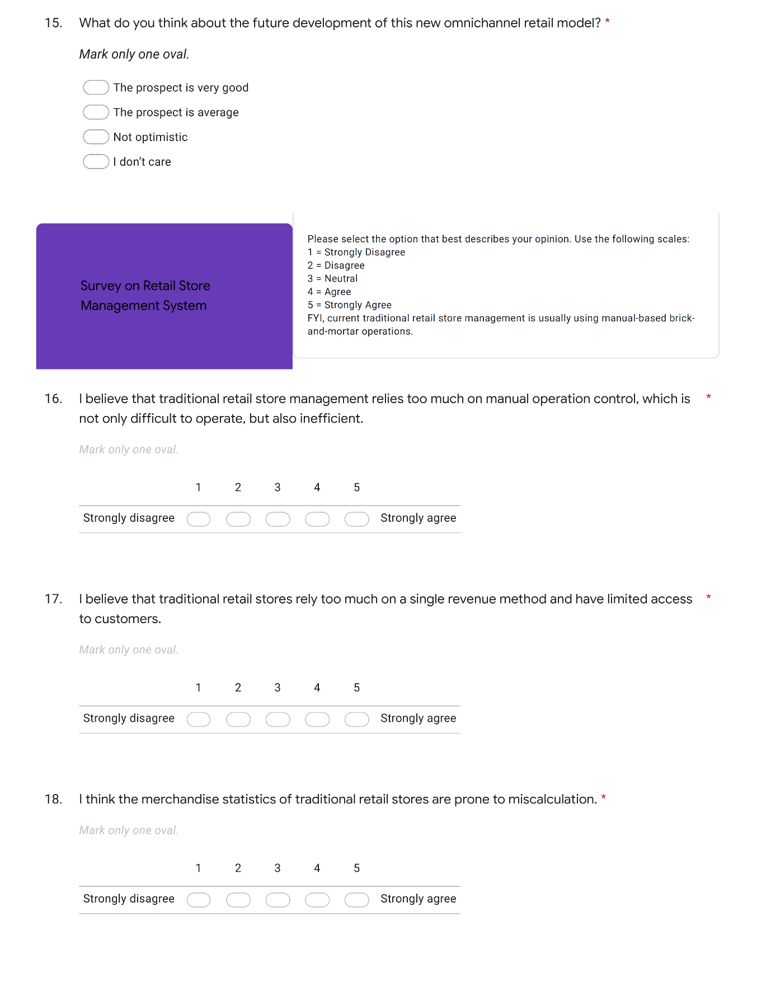 15. What do you think about the future development of this new omnichannel retail model? *
Mark only one oval.
The prospect is very good
The prospect is average
Not optimistic
I don't care
Survey on Retail Store
Management System
Please select the option that best describes your opinion. Use the following scales:
1 = Strongly Disagree
2 = Disagree
3 = Neutral
4 = Agree
5 = Strongly Agree
FYI, current traditional retail store management is usually using manual-based brick-
and-mortar operations.
16. I believe that traditional retail store management relies too much on manual operation control, which is *
not only difficult to operate, but also inefficient.
Mark only one oval.
1 2 3 4 5
Strongly disagree Strongly agree
17. I believe that traditional retail stores rely too much on a single revenue method and have limited access *
to customers.
Mark only one oval.
1 2 3 4 5
Strongly disagree Strongly agree
18. I think the merchandise statistics of traditional retail stores are prone to miscalculation. *
Mark only one oval.
1 2 3 4 5
Strongly disagree Strongly agree